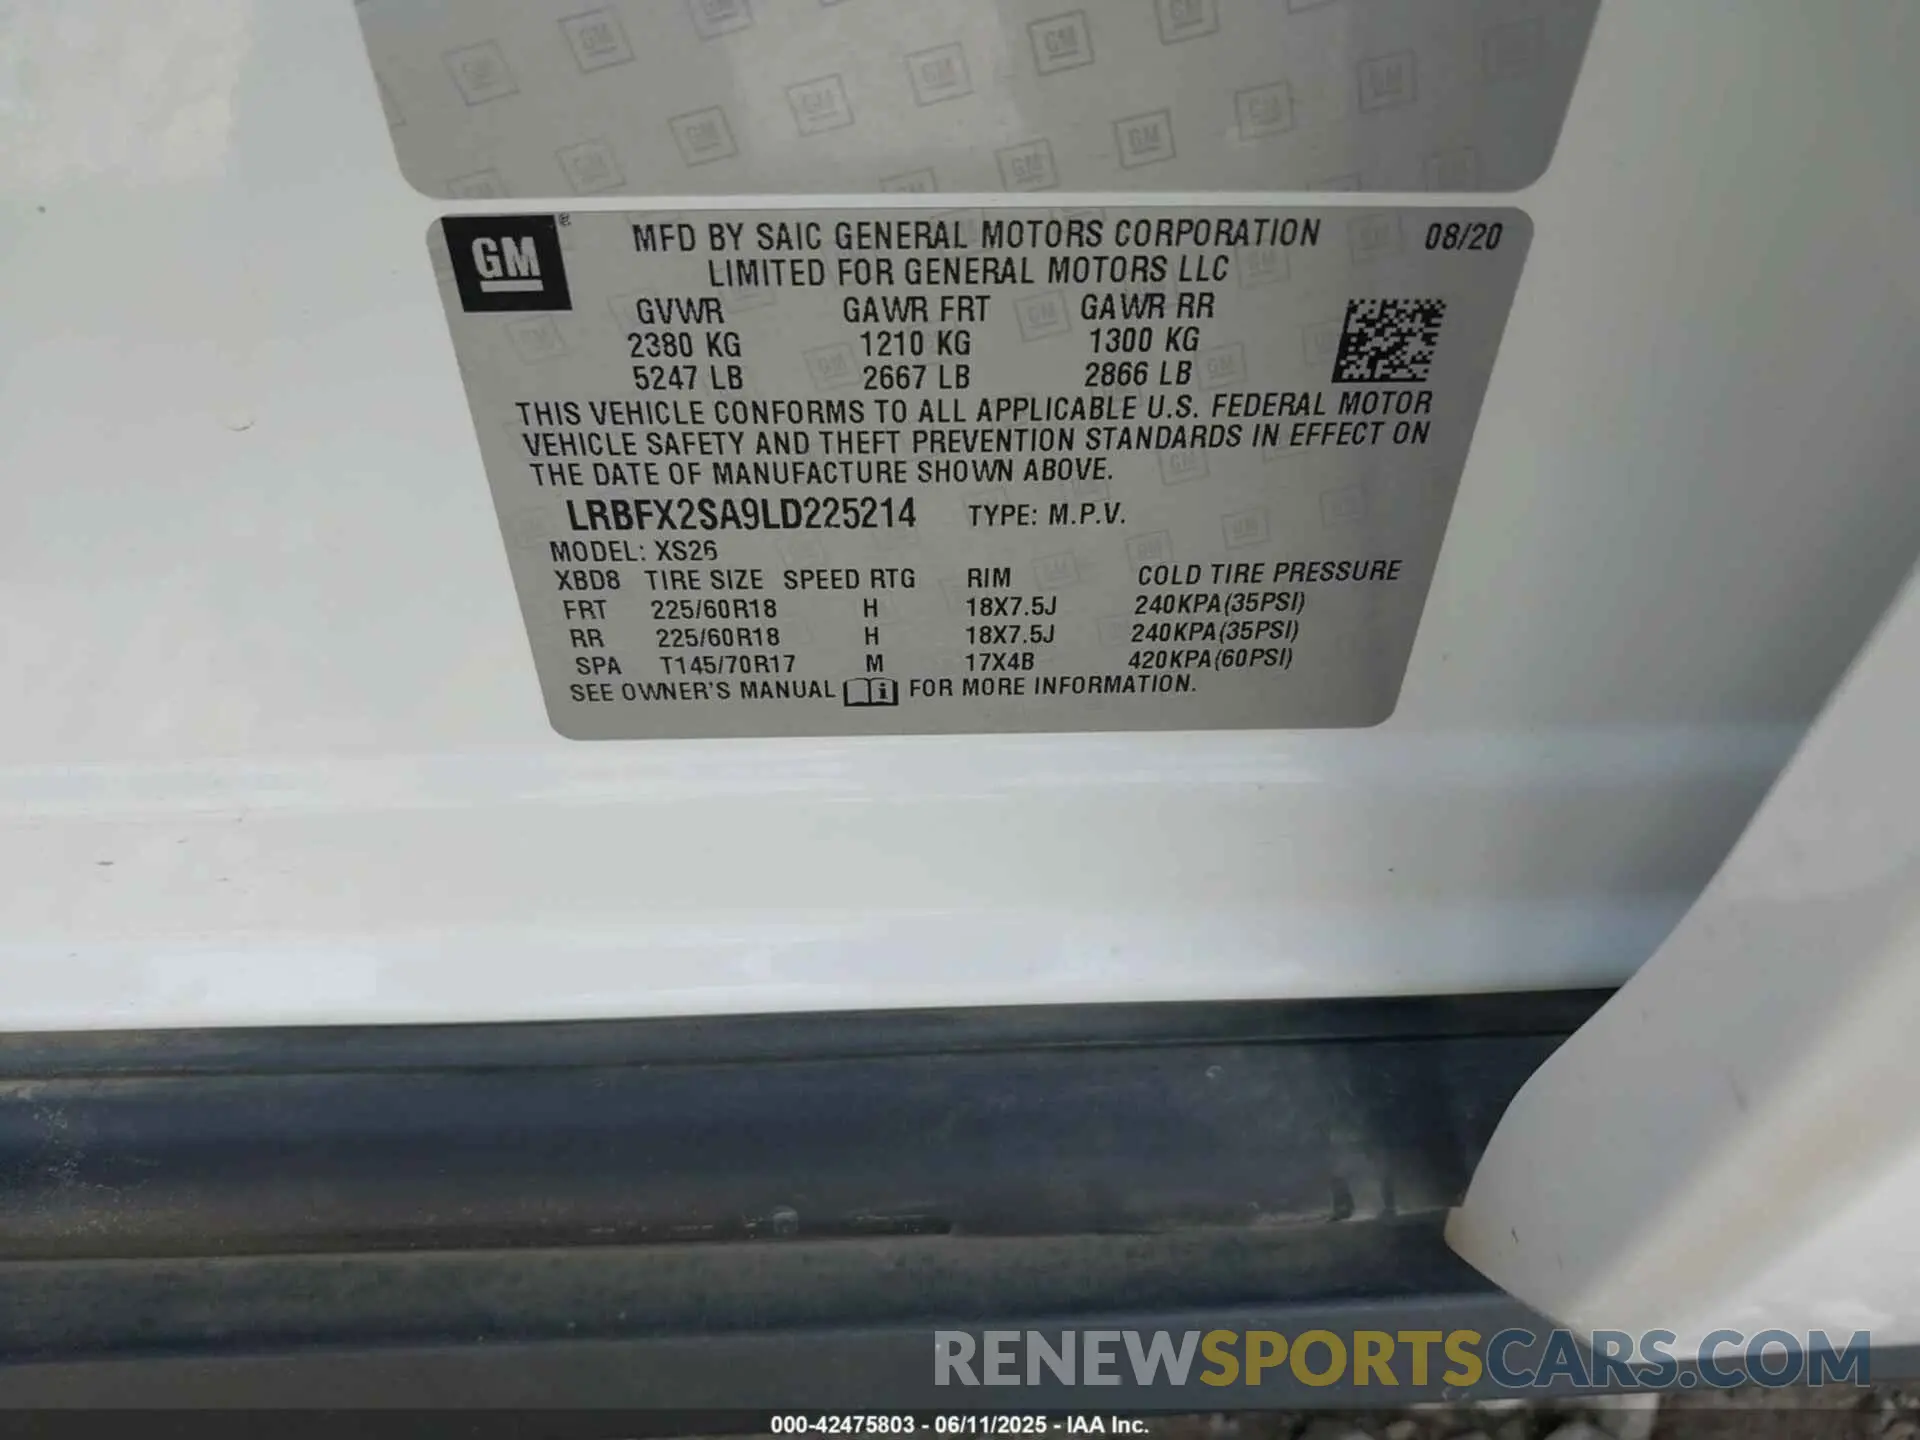 GM ®
MFD BY SAIC GENERAL MOTORS CORPORATION 08/20
LIMITED FOR GENERAL MOTORS LLC
GVWR GAWR FRT GAWR RR
2380 KG 1210 KG 1300 KG
5247 LB 2667 LB 2866 LB
THIS VEHICLE CONFORMS TO ALL APPLICABLE U.S. FEDERAL MOTOR
VEHICLE SAFETY AND THEFT PREVENTION STANDARDS IN EFFECT ON
THE DATE OF MANUFACTURE SHOWN ABOVE.
LRBFX2SA9LD225214 TYPE: M.P.V.
MODEL: XS26
XBD8 TIRE SIZE SPEED RTG RIM COLD TIRE PRESSURE
FRT 225/60R18 H 18X7.5J 240KPA(35PSI)
RR 225/60R18 H 18X7.5J 240KPA(35PSI)
SPA T145/70R17 M 17X4B 420KPA(60PSI)
SEE OWNER'S MANUAL i FOR MORE INFORMATION.
RENEWSPORTSCARS.COM
000-42475803 - 06/11/2025 - IAA Inc.